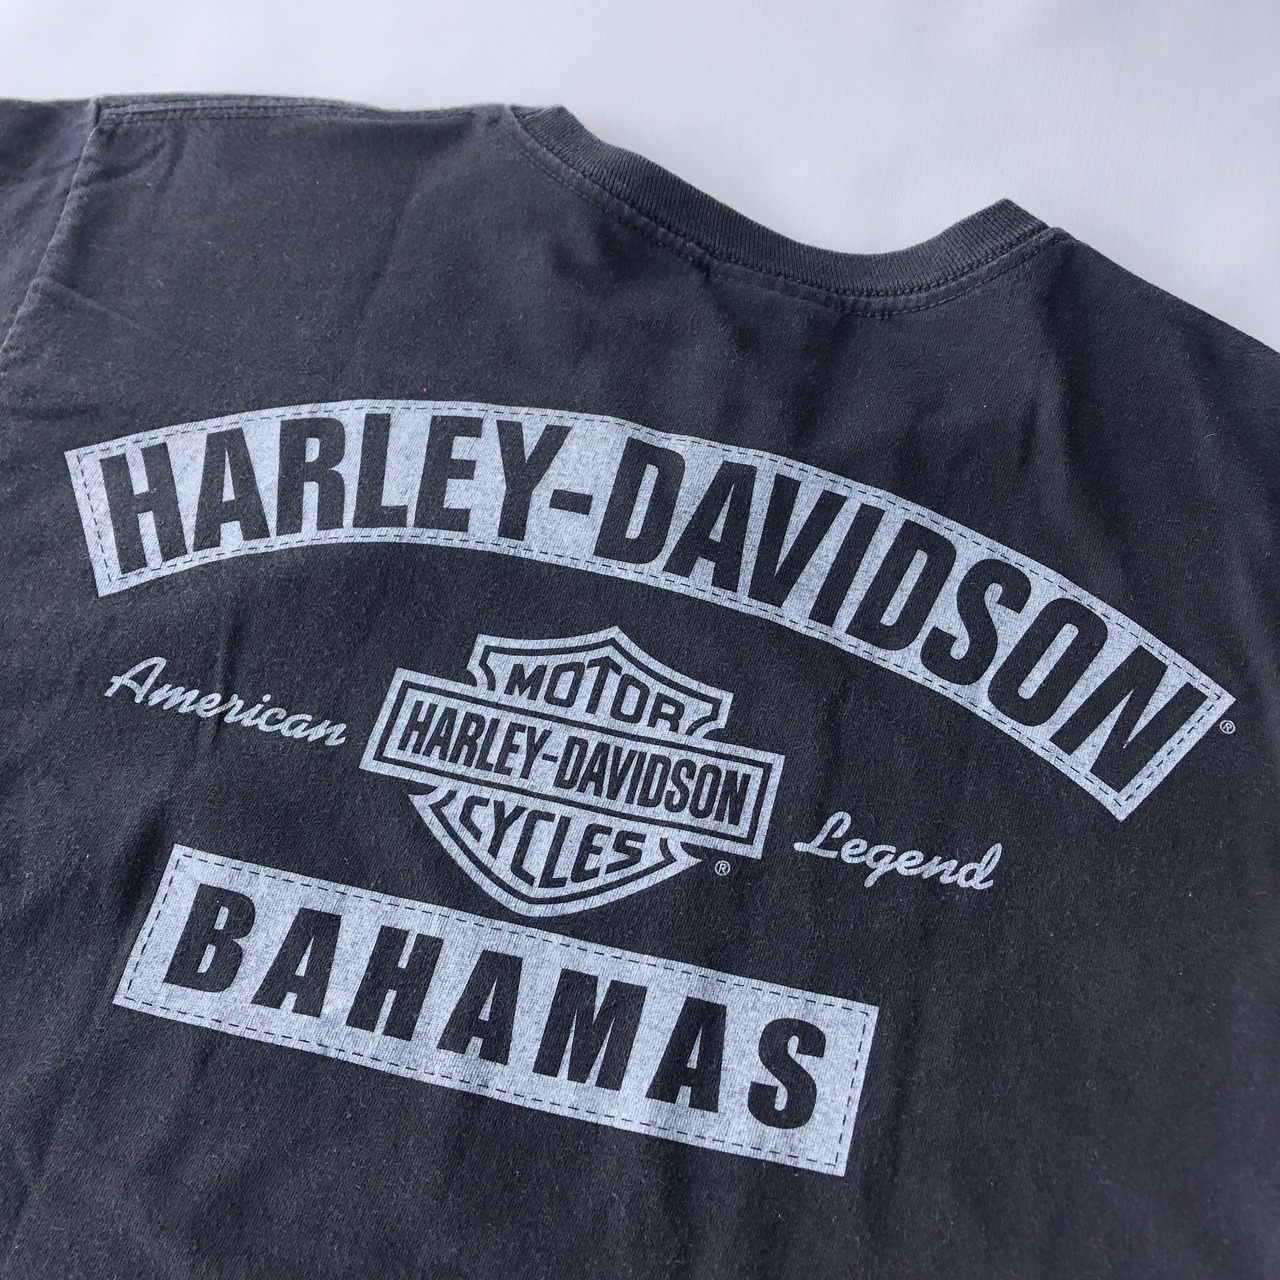 HARLEY-DAVIDSON®
MOTOR
American HARLEY-DAVIDSON Legend
CYCLES®
BAHAMAS